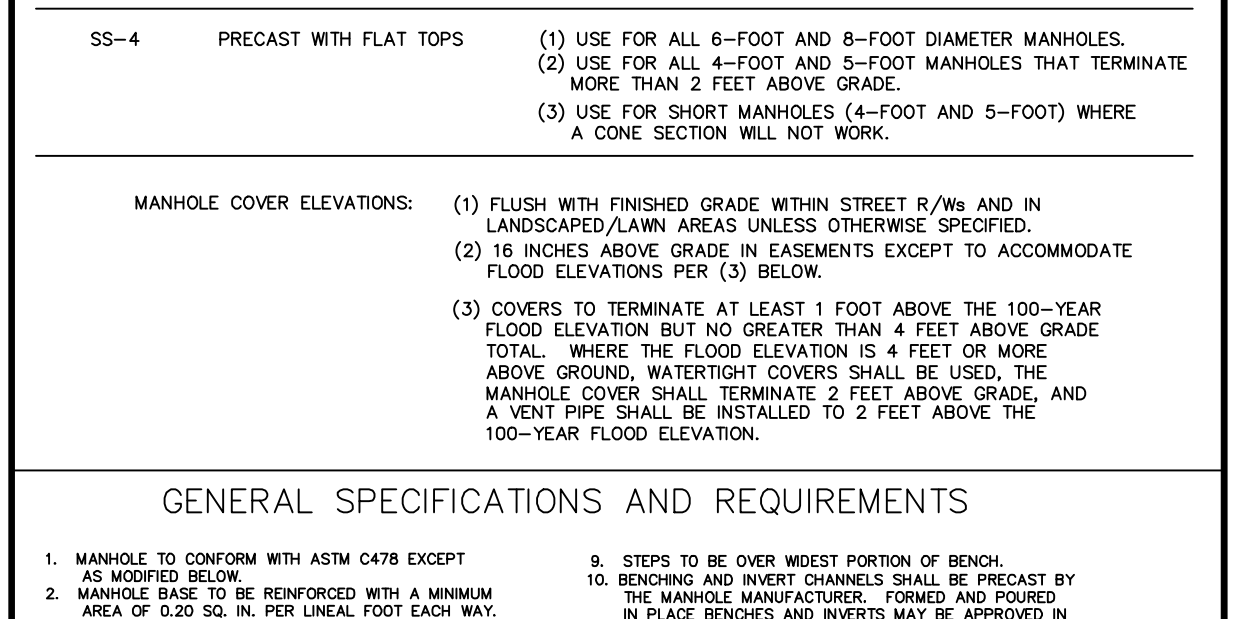 SS-4 PRECAST WITH FLAT TOPS (1) USE FOR ALL 6-FOOT AND 8-FOOT DIAMETER MANHOLES.
(2) USE FOR ALL 4-FOOT AND 5-FOOT MANHOLES THAT TERMINATE
MORE THAN 2 FEET ABOVE GRADE.
(3) USE FOR SHORT MANHOLES (4-FOOT AND 5-FOOT) WHERE
A CONE SECTION WILL NOT WORK.
MANHOLE COVER ELEVATIONS: (1) FLUSH WITH FINISHED GRADE WITHIN STREET R/Ws AND IN
LANDSCAPED/LAWN AREAS UNLESS OTHERWISE SPECIFIED.
(2) 16 INCHES ABOVE GRADE IN EASEMENTS EXCEPT TO ACCOMMODATE
FLOOD ELEVATIONS PER (3) BELOW.
(3) COVERS TO TERMINATE AT LEAST 1 FOOT ABOVE THE 100-YEAR
FLOOD ELEVATION BUT NO GREATER THAN 4 FEET ABOVE GRADE
TOTAL. WHERE THE FLOOD ELEVATION IS 4 FEET OR MORE
ABOVE GROUND, WATERTIGHT COVERS SHALL BE USED, THE
MANHOLE COVER SHALL TERMINATE 2 FEET ABOVE GRADE, AND
A VENT PIPE SHALL BE INSTALLED TO 2 FEET ABOVE THE
100-YEAR FLOOD ELEVATION.
GENERAL SPECIFICATIONS AND REQUIREMENTS
1. MANHOLE TO CONFORM WITH ASTM C478 EXCEPT
AS MODIFIED BELOW.
2. MANHOLE BASE TO BE REINFORCED WITH A MINIMUM
AREA OF 0.20 SQ. IN. PER LINEAL FOOT EACH WAY.
9. STEPS TO BE OVER WIDEST PORTION OF BENCH.
10. BENCHING AND INVERT CHANNELS SHALL BE PRECAST BY
THE MANHOLE MANUFACTURER. FORMED AND POURED
IN PLACE BENCHES AND INVERTS MAY BE APPROVED IN